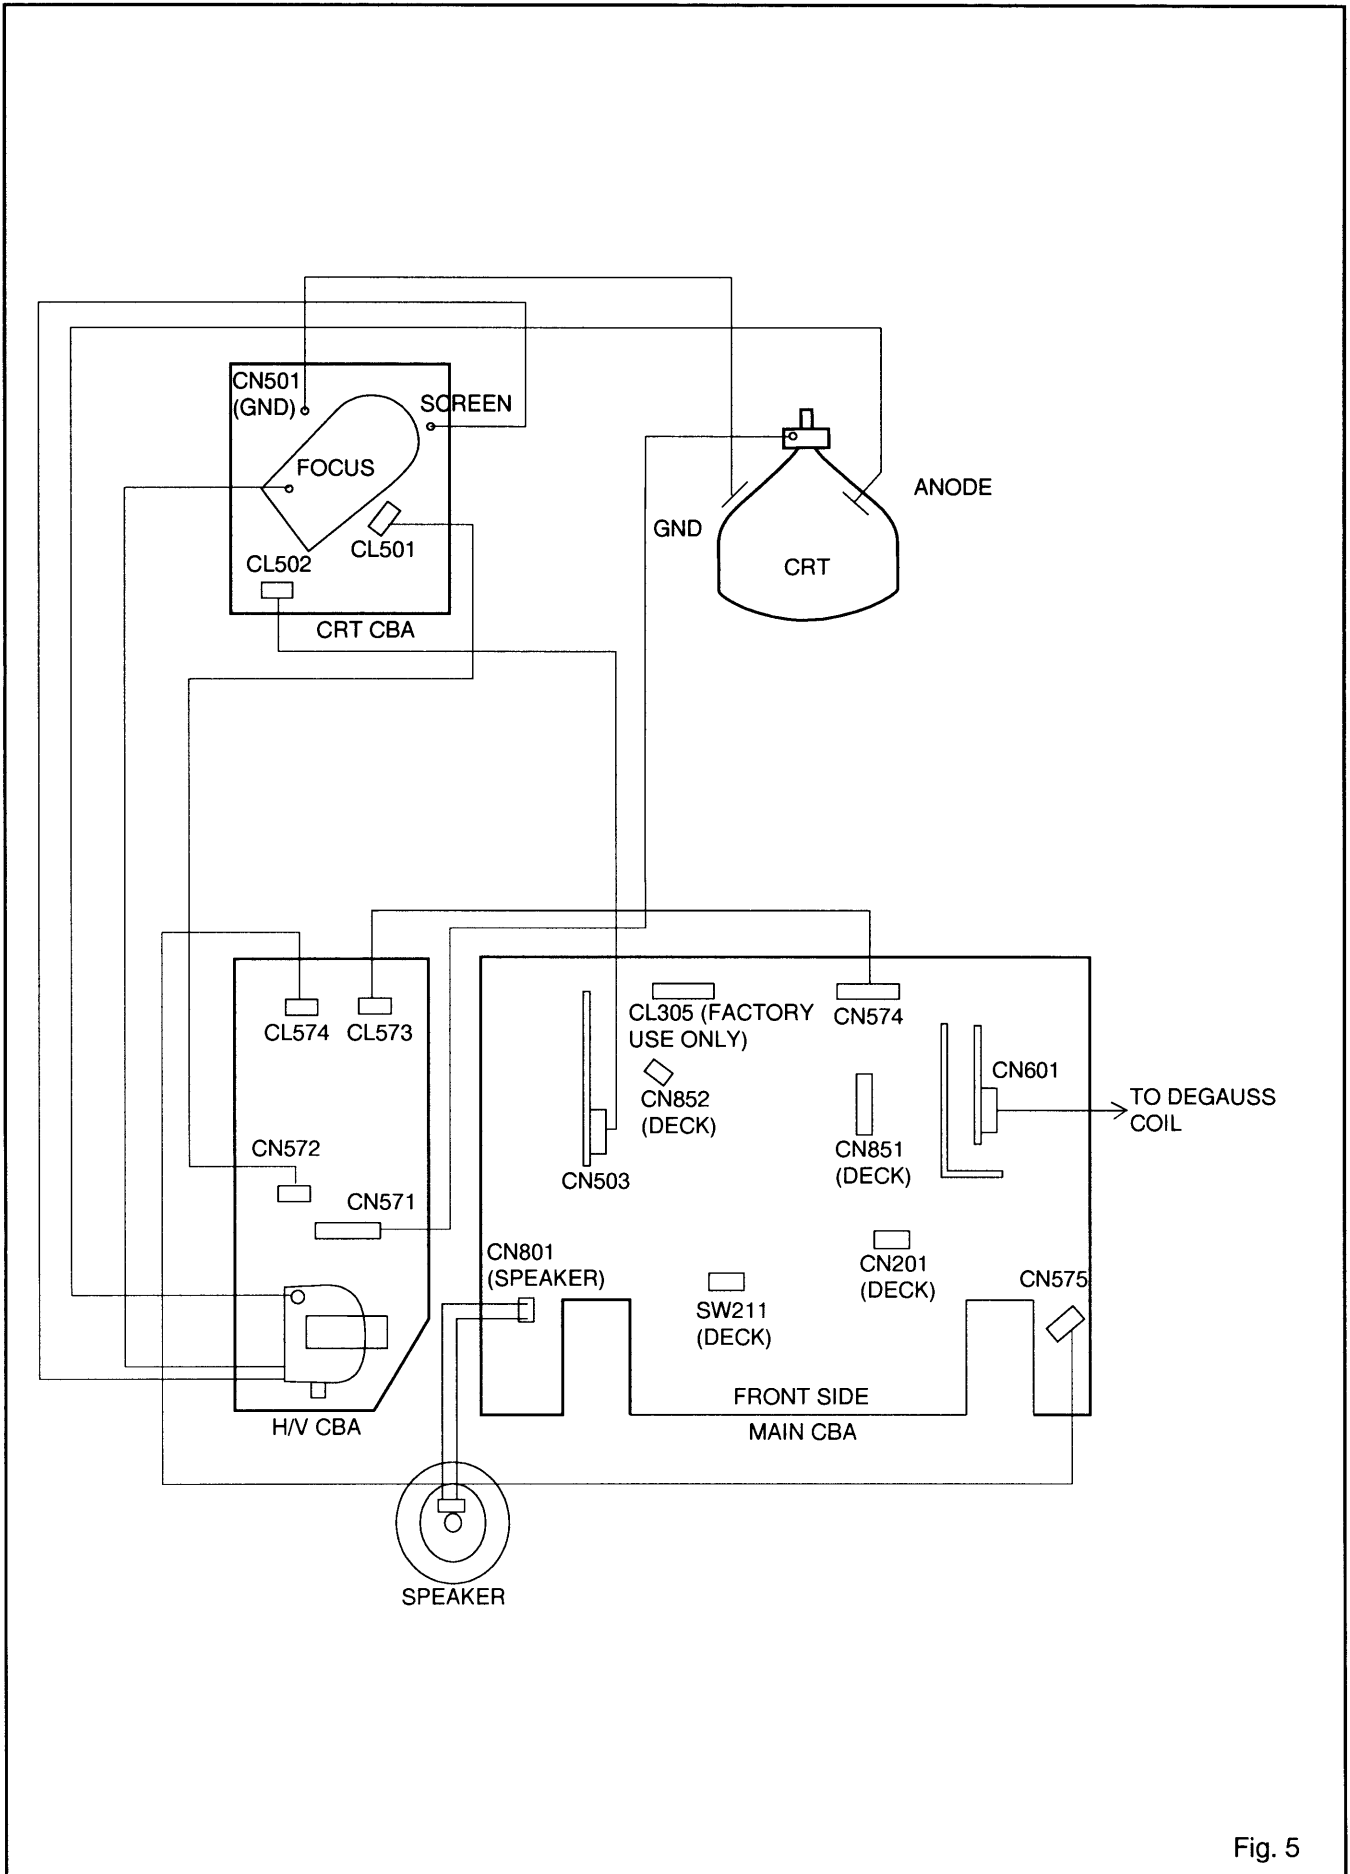 CN501
(GND)
SCREEN
FOCUS
CL501
CL502
CRT CBA
ANODE
GND
CRT
CL574
CL573
CN572
CN571
H/V CBA
CL305 (FACTORY
USE ONLY)
CN574
CN852
(DECK)
CN601
TO DEGAUSS
COIL
CN851
(DECK)
CN503
CN801
(SPEAKER)
CN201
(DECK)
CN575
SW211
(DECK)
FRONT SIDE
MAIN CBA
SPEAKER
Fig. 5